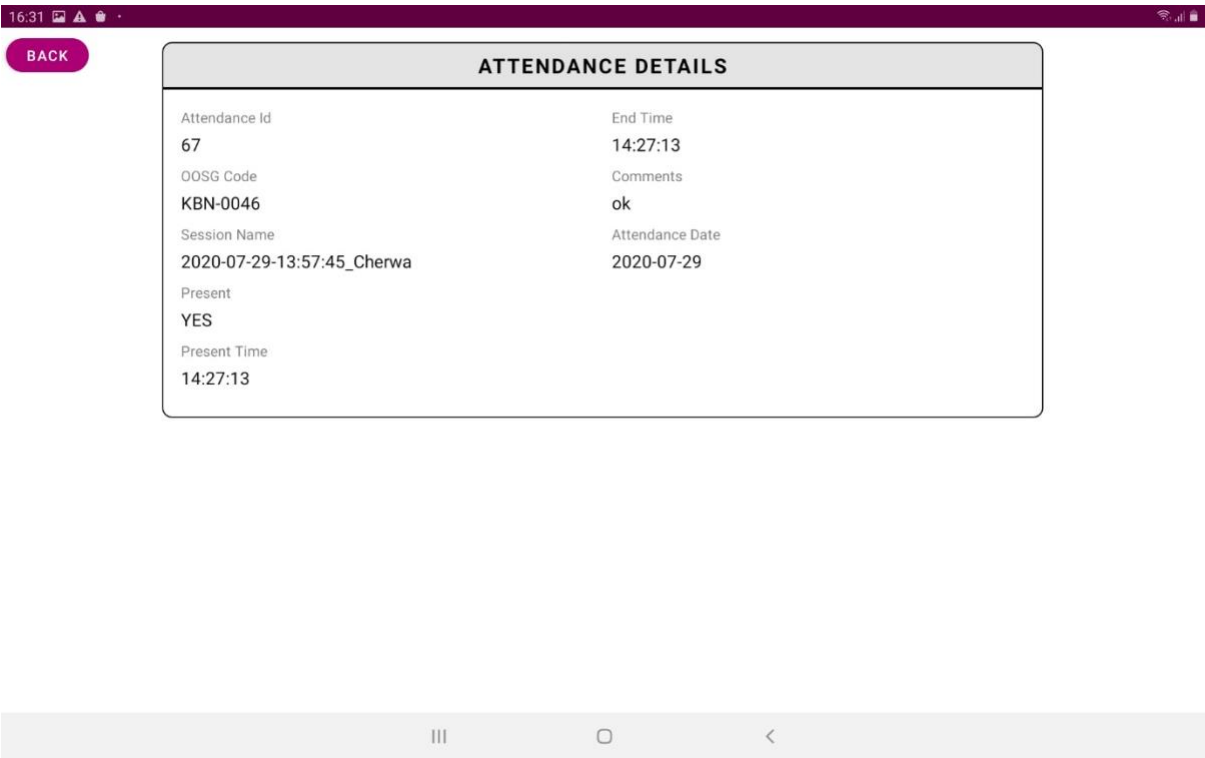 16:31
BACK
ATTENDANCE DETAILS
Attendance Id
67
OOSG Code
KBN-0046
Session Name
2020-07-29-13:57:45_Cherwa
Present
YES
Present Time
14:27:13
End Time
14:27:13
Comments
ok
Attendance Date
2020-07-29